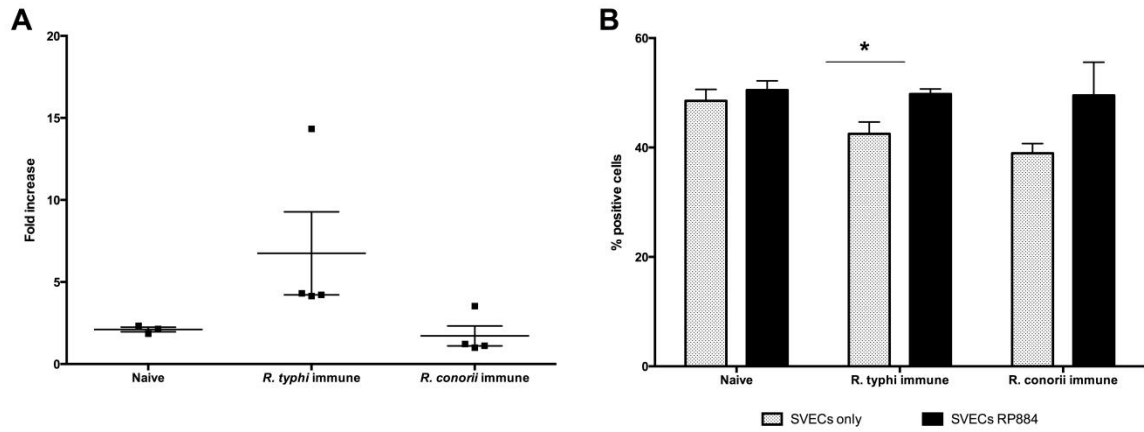 A
20
15
10
5
0
Fold increase
Naive
R. typhi immune
R. conorii immune
B
60
40
20
0
% positive cells
*
Naive
R. typhi immune
R. conorii immune
SVECs only
SVECs RP884